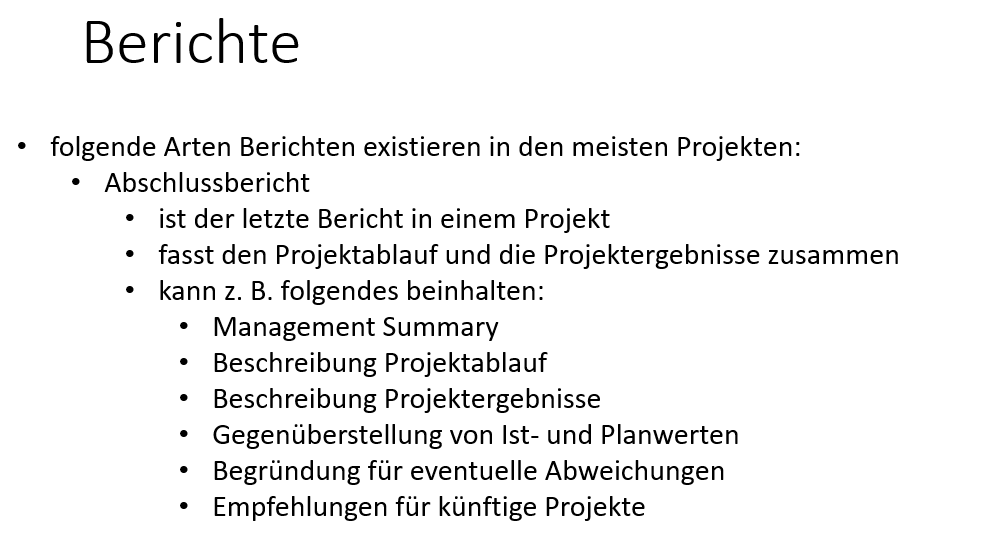 Berichte
• folgende Arten Berichten existieren in den meisten Projekten:
• Abschlussbericht
• ist der letzte Bericht in einem Projekt
• fasst den Projektablauf und die Projektergebnisse zusammen
• kann z. B. folgendes beinhalten:
• Management Summary
• Beschreibung Projektablauf
• Beschreibung Projektergebnisse
• Gegenüberstellung von Ist- und Planwerten
• Begründung für eventuelle Abweichungen
• Empfehlungen für künftige Projekte